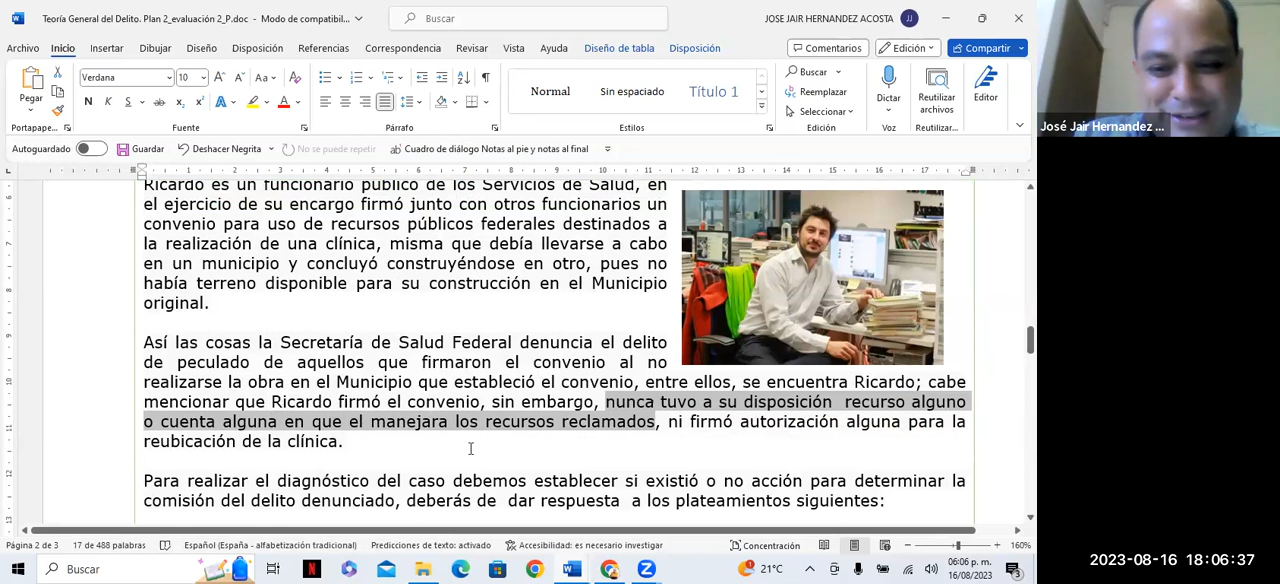 Teoría General del Delito. Plan 2_evaluación 2_P.doc - Modo de compatibil...
Buscar
JOSE JAIR HERNANDEZ ACOSTA
JJ
Archivo Inicio Insertar Dibujar Diseño Disposición Referencias Correspondencia Revisar Vista Ayuda Diseño de tabla Disposición
Comentarios
Edición
Compartir
Pegar
Verdana
10
Normal
Sin espaciado
Título 1
Buscar
Reemplazar
Seleccionar
Dictar
Reutilizar archivos
Editor
Portapape...
Fuente
Párrafo
Estilos
Edición
Voz
Reutilizar...
Autoguardado
Guardar
Deshacer Negrita
No se puede repetir
Cuadro de diálogo Notas al pie y notas al final
José Jair Hernandez ...
Ricardo es un funcionario público de los Servicios de Salud, en
el ejercicio de su encargo firmó junto con otros funcionarios un
convenio para uso de recursos públicos federales destinados a
la realización de una clínica, misma que debía llevarse a cabo
en un municipio y concluyó construyéndose en otro, pues no
había terreno disponible para su construcción en el Municipio
original.
Así las cosas la Secretaría de Salud Federal denuncia el delito
de peculado de aquellos que firmaron el convenio al no
realizarse la obra en el Municipio que estableció el convenio, entre ellos, se encuentra Ricardo; cabe
mencionar que Ricardo firmó el convenio, sin embargo, nunca tuvo a su disposición recurso alguno
o cuenta alguna en que el manejara los recursos reclamados, ni firmó autorización alguna para la
reubicación de la clínica.
Para realizar el diagnóstico del caso debemos establecer si existió o no acción para determinar la
comisión del delito denunciado, deberás de dar respuesta a los plateamientos siguientes:
Página 2 de 3
17 de 488 palabras
Español (España - alfabetización tradicional)
Predicciones de texto: activado
Accesibilidad: es necesario investigar
Concentración
160%
Buscar
21°C
06:06 p. m.
16/08/2023
3
2023-08-16 18:06:37